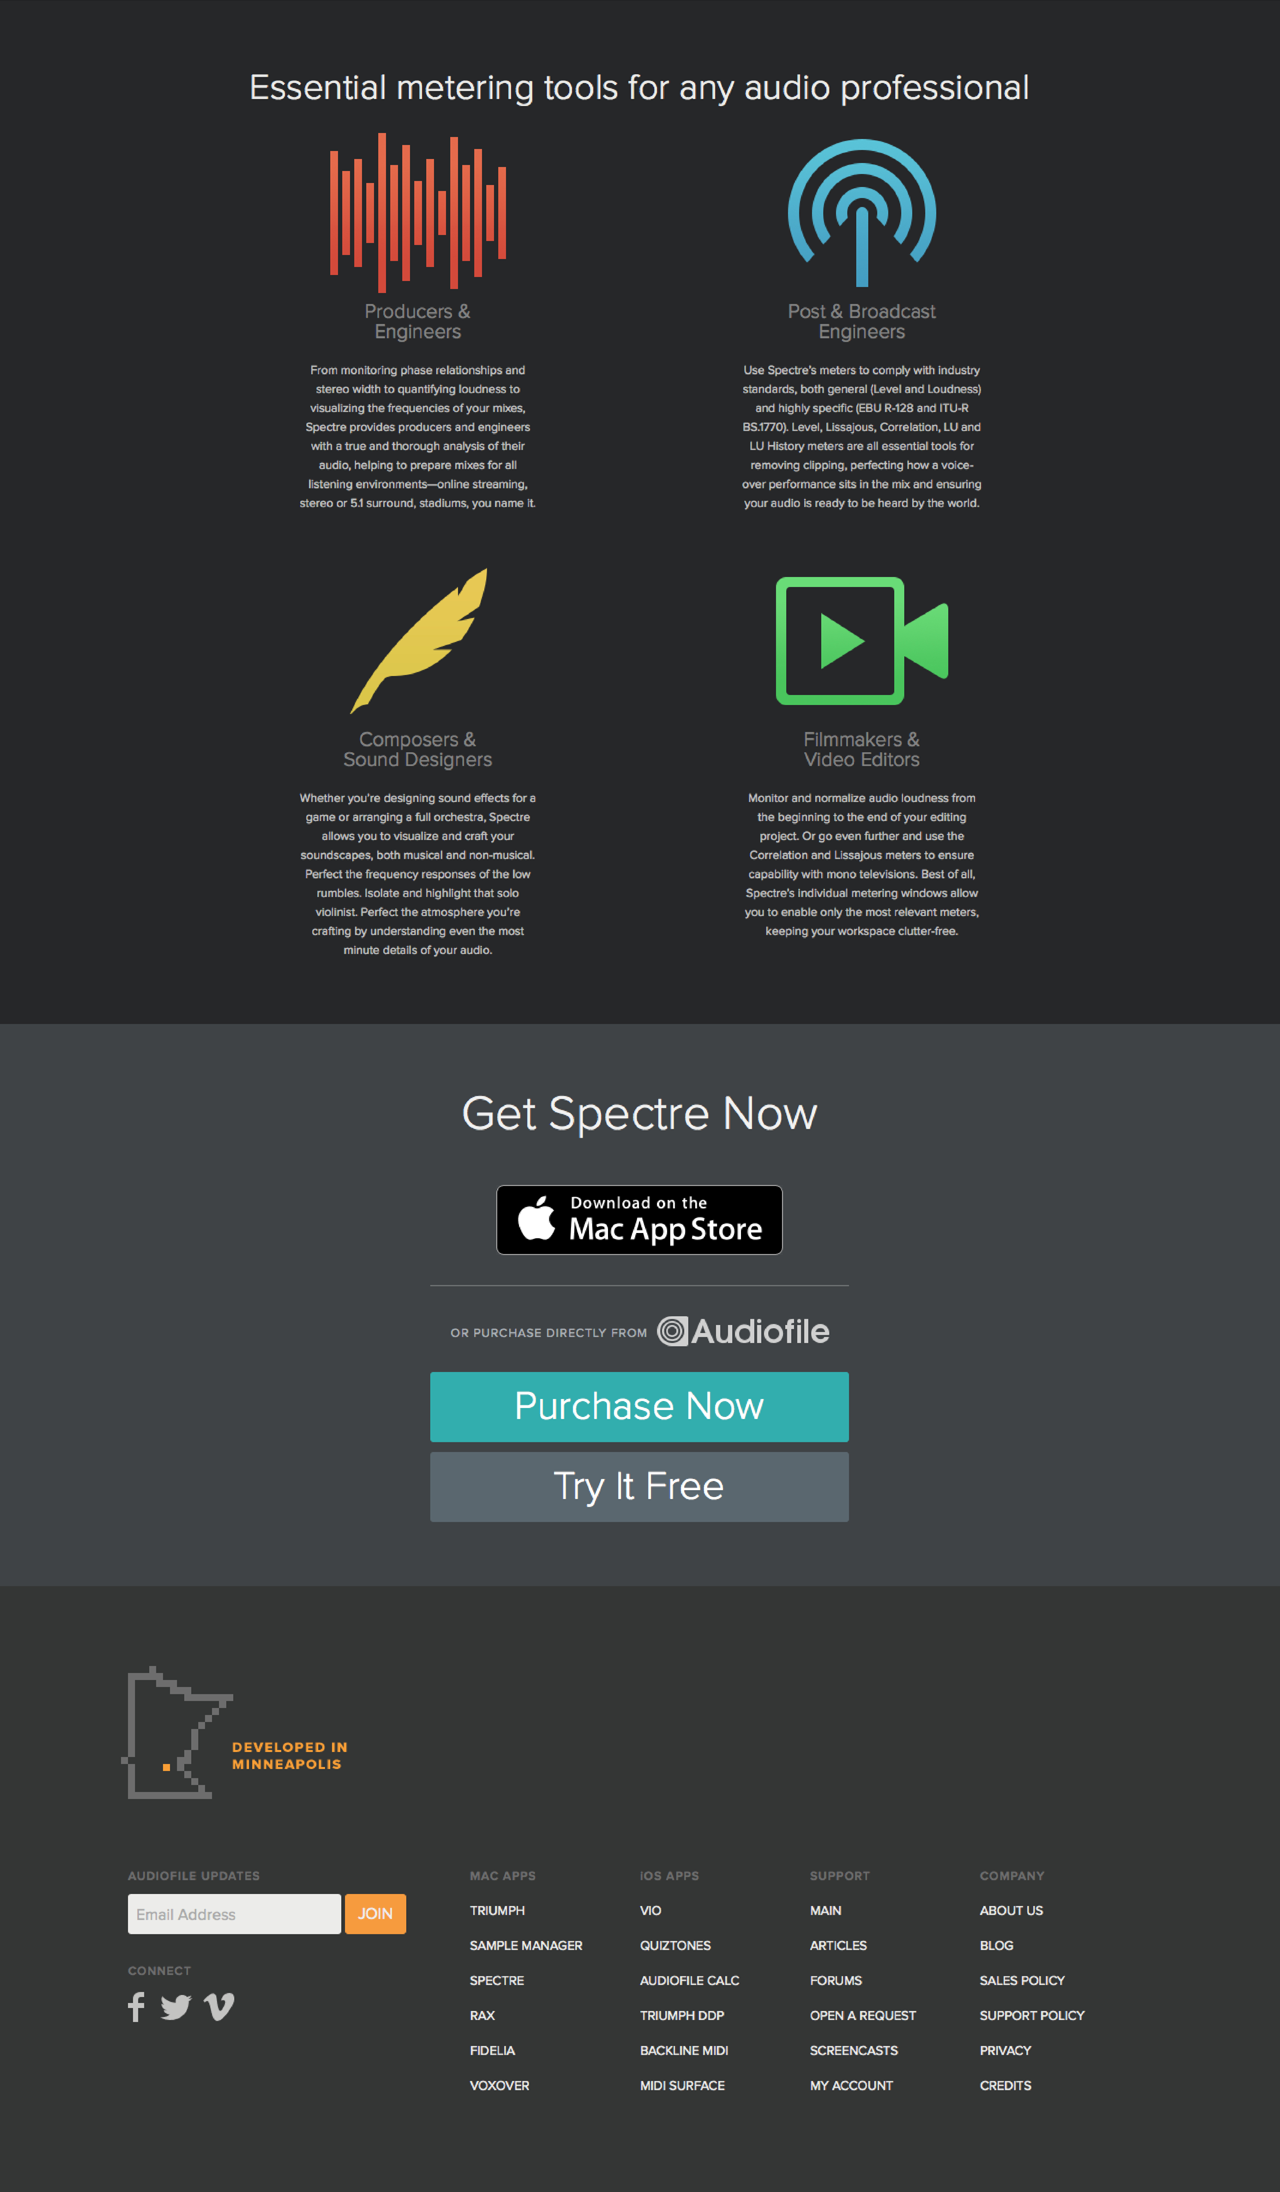 Essential metering tools for any audio professional
Producers &
Engineers
From monitoring phase relationships and
stereo width to quantifying loudness to
visualizing the frequencies of your mixes,
Spectre provides producers and engineers
with a true and thorough analysis of their
audio, helping to prepare mixes for all
listening environments—online streaming,
stereo or 5.1 surround, stadiums, you name it.
Post & Broadcast
Engineers
Use Spectre's meters to comply with industry
standards, both general (Level and Loudness)
and highly specific (EBU R-128 and ITU-R
BS.1770). Level, Lissajous, Correlation, LU and
LU History meters are all essential tools for
removing clipping, perfecting how a voice-
over performance sits in the mix and ensuring
your audio is ready to be heard by the world.
Composers &
Sound Designers
Whether you're designing sound effects for a
game or arranging a full orchestra, Spectre
allows you to visualize and craft your
soundscapes, both musical and non-musical.
Perfect the frequency responses of the low
rumbles. Isolate and highlight that solo
violinist. Perfect the atmosphere you're
crafting by understanding even the most
minute details of your audio.
Filmmakers &
Video Editors
Monitor and normalize audio loudness from
the beginning to the end of your editing
project. Or go even further and use the
Correlation and Lissajous meters to ensure
capability with mono televisions. Best of all,
Spectre's individual metering windows allow
you to enable only the most relevant meters,
keeping your workspace clutter-free.
Get Spectre Now
Download on the
Mac App Store
OR PURCHASE DIRECTLY FROM Audiofile
Purchase Now
Try It Free
DEVELOPED IN
MINNEAPOLIS
AUDIOFILE UPDATES
Email Address JOIN
CONNECT
MAC APPS
TRIUMPH
SAMPLE MANAGER
SPECTRE
RAX
FIDELIA
VOXOVER
iOS APPS
VIO
QUIZTONES
AUDIOFILE CALC
TRIUMPH DDP
BACKLINE MIDI
MIDI SURFACE
SUPPORT
MAIN
ARTICLES
FORUMS
OPEN A REQUEST
SCREENCASTS
MY ACCOUNT
COMPANY
ABOUT US
BLOG
SALES POLICY
SUPPORT POLICY
PRIVACY
CREDITS